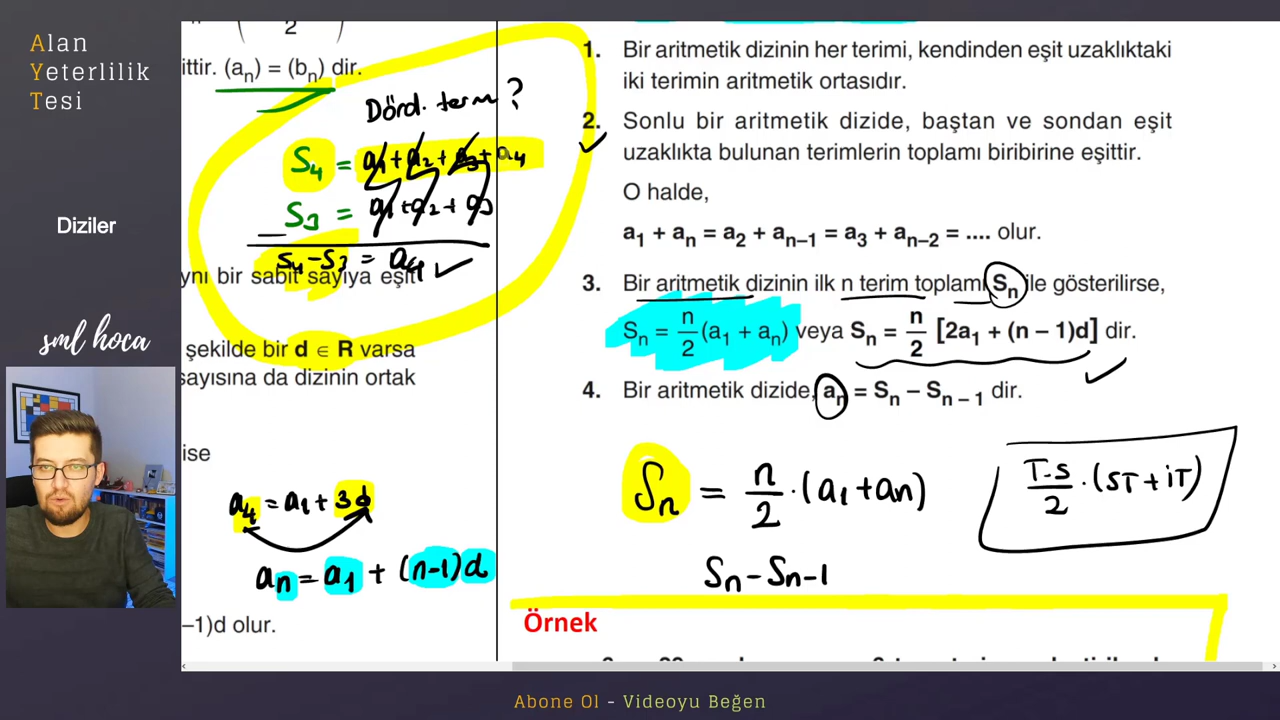 Alan
Yeterlilik
Tesi
Diziler
sml hoca
2
ittir. (aₙ) = (bₙ) dir.
Dörd. term ?
S₄ = a₁ + a₂ + a₃ + a₄
S₃ = a₁ + a₂ + a₃
S₄ – S₃ = a₄
ynı bir sabit sayıya eşit
şekilde bir d ∈ R varsa
sayısına da dizinin ortak
ise
a₄ = a₁ + 3d
aₙ = a₁ + (n-1)d
–1)d olur.
1. Bir aritmetik dizinin her terimi, kendinden eşit uzaklıktaki
iki terimin aritmetik ortasıdır.
2. Sonlu bir aritmetik dizide, baştan ve sondan eşit
uzaklıkta bulunan terimlerin toplamı biribirine eşittir.
O halde,
a₁ + aₙ = a₂ + aₙ₋₁ = a₃ + aₙ₋₂ = .... olur.
3. Bir aritmetik dizinin ilk n terim toplamı Sₙ ile gösterilirse,
Sₙ = n/2 (a₁ + aₙ) veya Sₙ = n/2 [2a₁ + (n – 1)d] dir.
4. Bir aritmetik dizide, aₙ = Sₙ – Sₙ₋₁ dir.
Sₙ = n/2 · (a₁ + aₙ)
T·S/2 · (ST + İT)
Sₙ – Sₙ₋₁
Örnek
Abone Ol - Videoyu Beğen